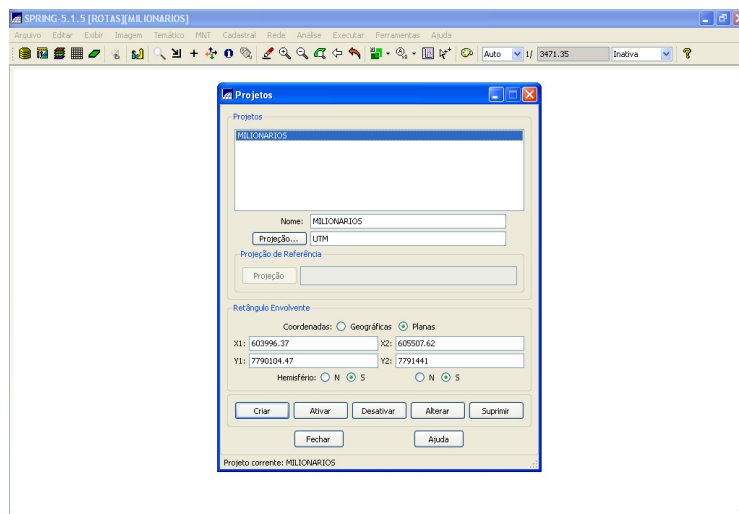 SPRING-5.1.5 [ROTAS][MILIONARIOS]
Arquivo Editar Exibir Imagem Temático MNT Cadastral Rede Análise Executar Ferramentas Ajuda
Auto 1/ 3471.35 Inativa
Projetos
Projetos
MILIONARIOS
Nome: MILIONARIOS
Projeção... UTM
Projeção de Referência
Projeção
Retângulo Envolvente
Coordenadas: Geográficas Planas
X1: 603996.37 X2: 605507.62
Y1: 7790104.47 Y2: 7791441
Hemisfério: N S N S
Criar Ativar Desativar Alterar Suprimir
Fechar Ajuda
Projeto corrente: MILIONARIOS